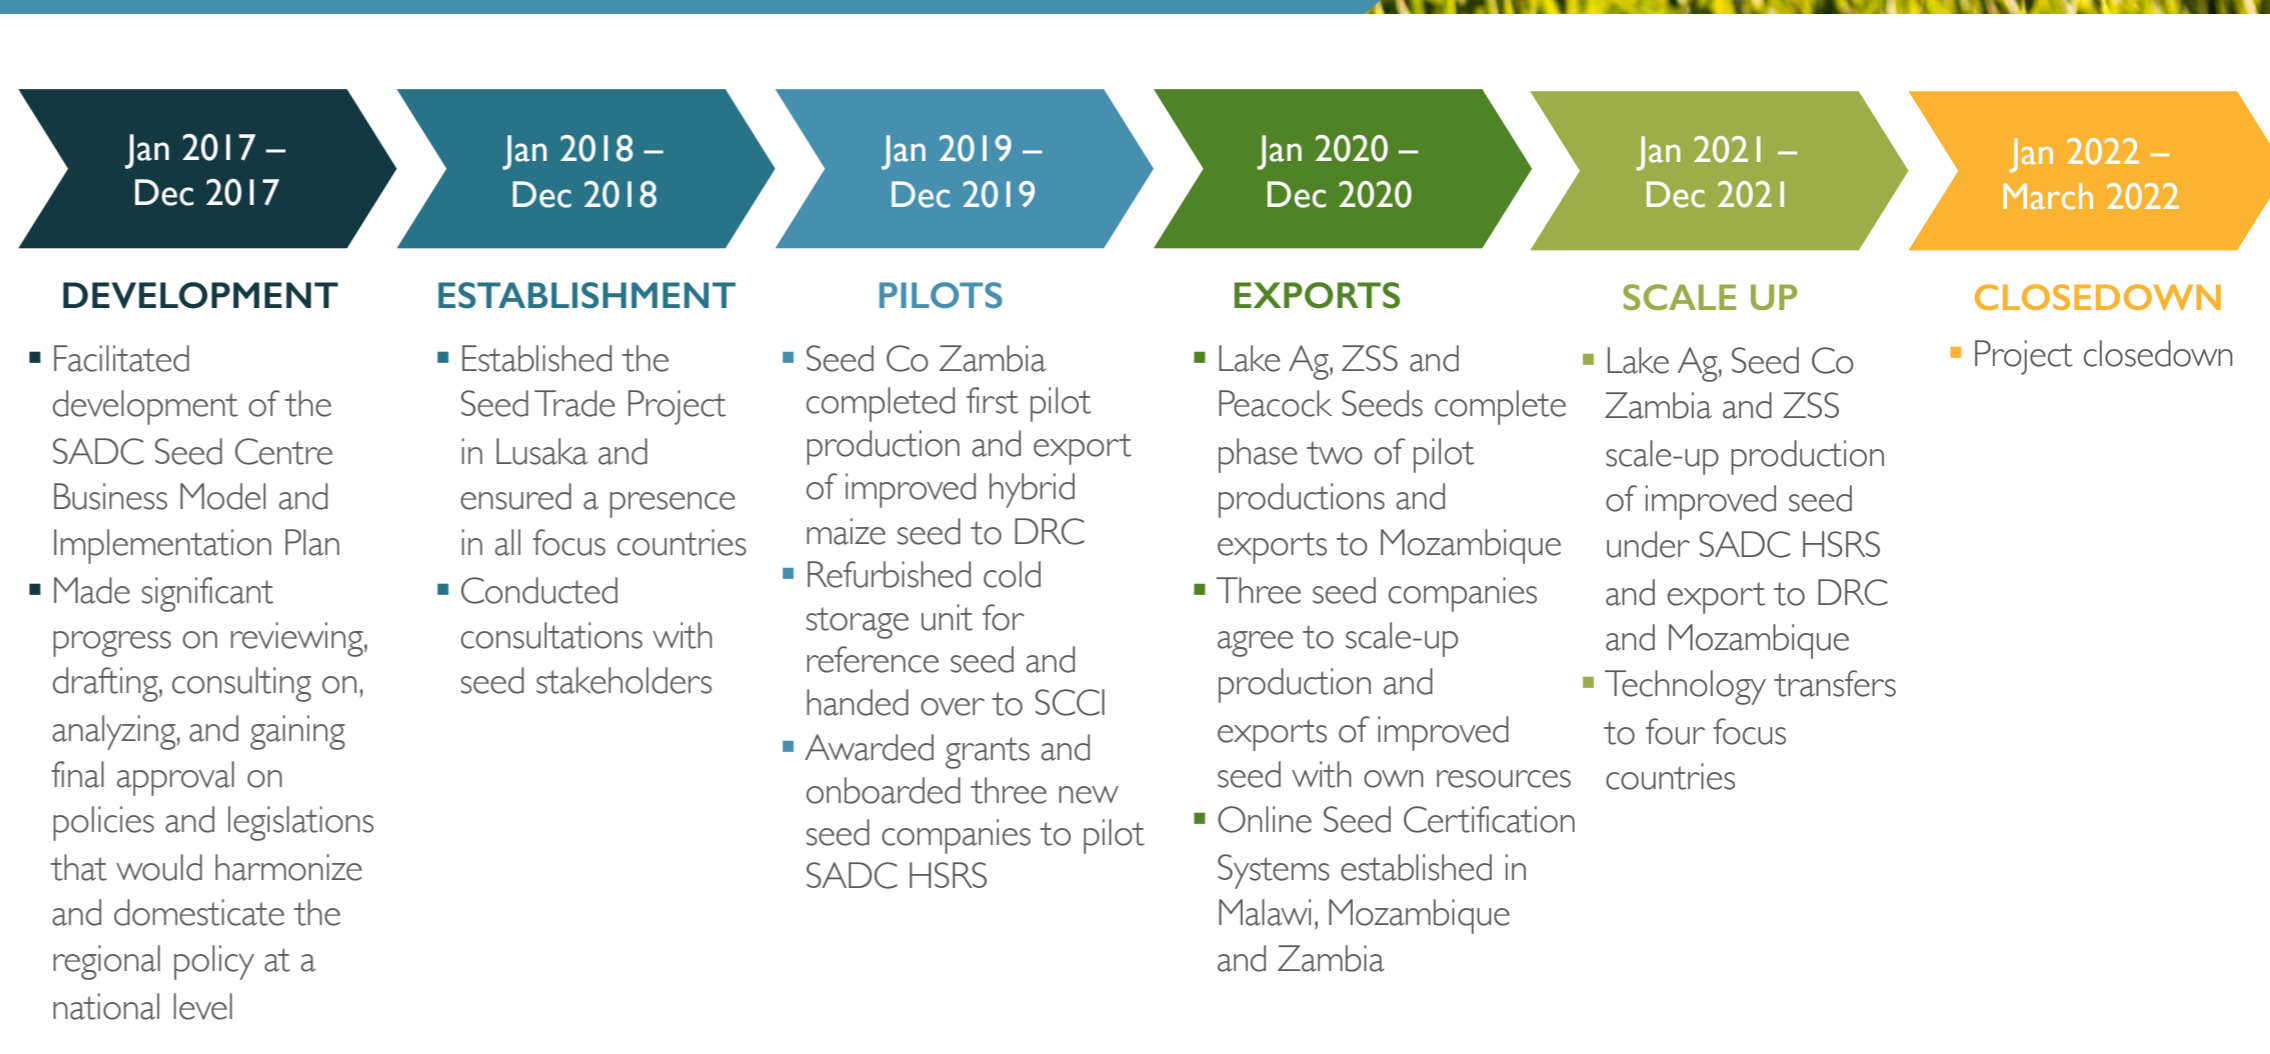 Jan 2017 –
Dec 2017
DEVELOPMENT
▪ Facilitated
development of the
SADC Seed Centre
Business Model and
Implementation Plan
▪ Made significant
progress on reviewing,
drafting, consulting on,
analyzing, and gaining
final approval on
policies and legislations
that would harmonize
and domesticate the
regional policy at a
national level
Jan 2018 –
Dec 2018
ESTABLISHMENT
▪ Established the
Seed Trade Project
in Lusaka and
ensured a presence
in all focus countries
▪ Conducted
consultations with
seed stakeholders
Jan 2019 –
Dec 2019
PILOTS
▪ Seed Co Zambia
completed first pilot
production and export
of improved hybrid
maize seed to DRC
▪ Refurbished cold
storage unit for
reference seed and
handed over to SCCI
▪ Awarded grants and
onboarded three new
seed companies to pilot
SADC HSRS
Jan 2020 –
Dec 2020
EXPORTS
▪ Lake Ag, ZSS and
Peacock Seeds complete
phase two of pilot
productions and
exports to Mozambique
▪ Three seed companies
agree to scale-up
production and
exports of improved
seed with own resources
▪ Online Seed Certification
Systems established in
Malawi, Mozambique
and Zambia
Jan 2021 –
Dec 2021
SCALE UP
▪ Lake Ag, Seed Co
Zambia and ZSS
scale-up production
of improved seed
under SADC HSRS
and export to DRC
and Mozambique
▪ Technology transfers
to four focus
countries
Jan 2022 –
March 2022
CLOSEDOWN
▪ Project closedown